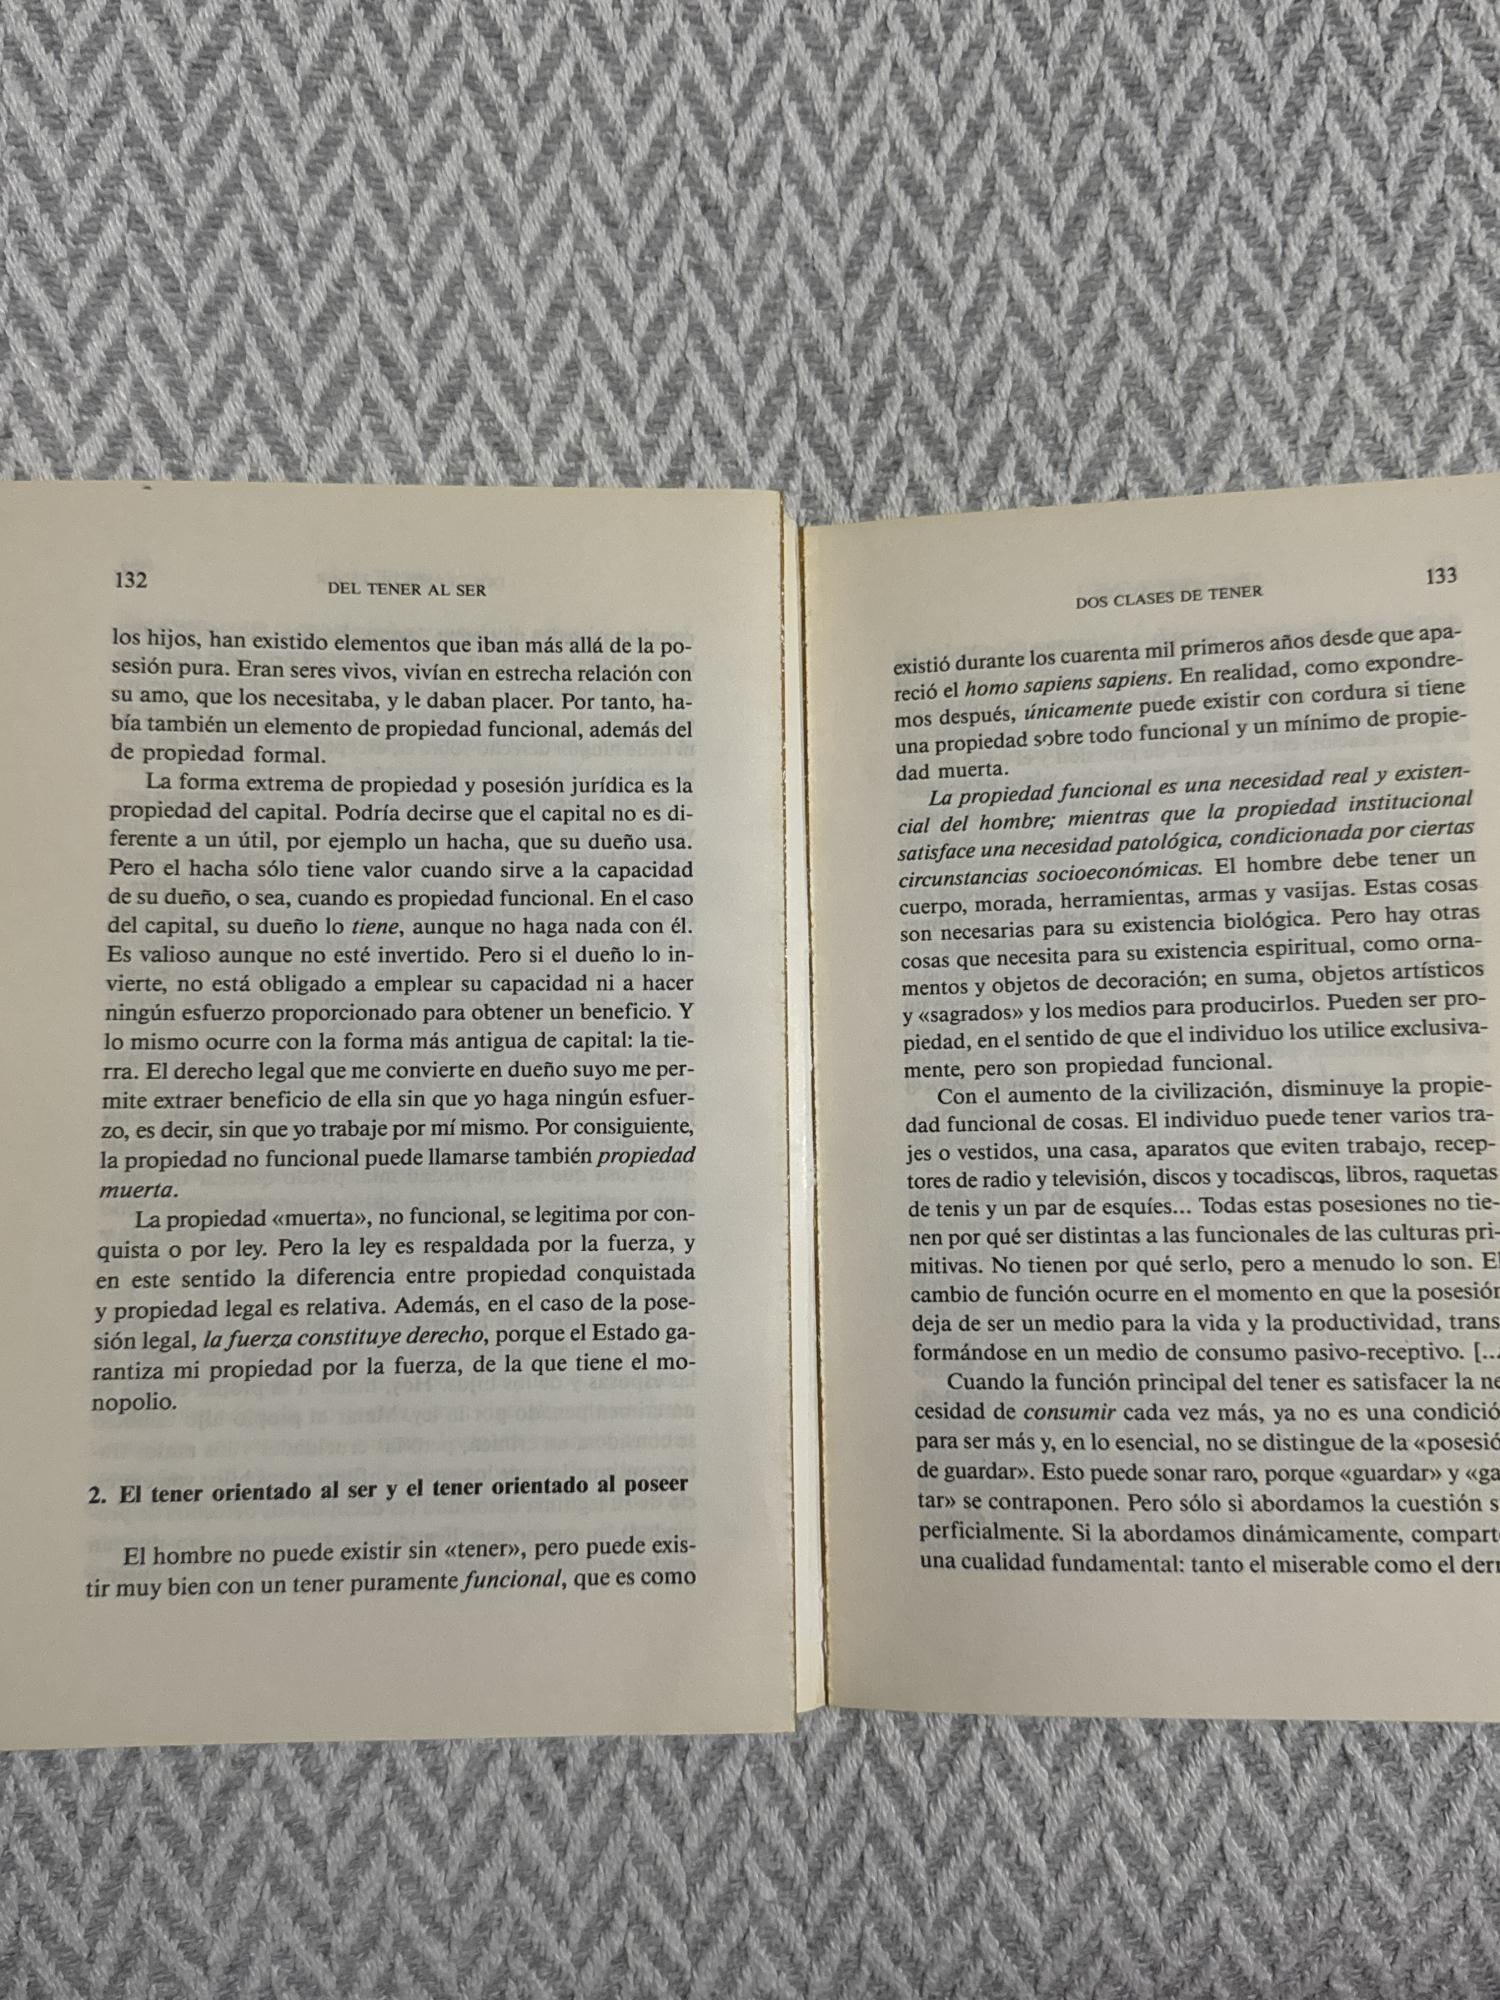 132
DEL TENER AL SER
los hijos, han existido elementos que iban más allá de la po-
sesión pura. Eran seres vivos, vivían en estrecha relación con
su amo, que los necesitaba, y le daban placer. Por tanto, ha-
bía también un elemento de propiedad funcional, además del
de propiedad formal.
La forma extrema de propiedad y posesión jurídica es la
propiedad del capital. Podría decirse que el capital no es di-
ferente a un útil, por ejemplo un hacha, que su dueño usa.
Pero el hacha sólo tiene valor cuando sirve a la capacidad
de su dueño, o sea, cuando es propiedad funcional. En el caso
del capital, su dueño lo tiene, aunque no haga nada con él.
Es valioso aunque no esté invertido. Pero si el dueño lo in-
vierte, no está obligado a emplear su capacidad ni a hacer
ningún esfuerzo proporcionado para obtener un beneficio. Y
lo mismo ocurre con la forma más antigua de capital: la tie-
rra. El derecho legal que me convierte en dueño suyo me per-
mite extraer beneficio de ella sin que yo haga ningún esfuer-
zo, es decir, sin que yo trabaje por mí mismo. Por consiguiente,
la propiedad no funcional puede llamarse también propiedad
muerta.
La propiedad «muerta», no funcional, se legitima por con-
quista o por ley. Pero la ley es respaldada por la fuerza, y
en este sentido la diferencia entre propiedad conquistada
y propiedad legal es relativa. Además, en el caso de la pose-
sión legal, la fuerza constituye derecho, porque el Estado ga-
rantiza mi propiedad por la fuerza, de la que tiene el mo-
nopolio.
2. El tener orientado al ser y el tener orientado al poseer
El hombre no puede existir sin «tener», pero puede exis-
tir muy bien con un tener puramente funcional, que es como
133
DOS CLASES DE TENER
existió durante los cuarenta mil primeros años desde que apa-
reció el homo sapiens sapiens. En realidad, como expondre-
mos después, únicamente puede existir con cordura si tiene
una propiedad sobre todo funcional y un mínimo de propie-
dad muerta.
La propiedad funcional es una necesidad real y existen-
cial del hombre; mientras que la propiedad institucional
satisface una necesidad patológica, condicionada por ciertas
circunstancias socioeconómicas. El hombre debe tener un
cuerpo, morada, herramientas, armas y vasijas. Estas cosas
son necesarias para su existencia biológica. Pero hay otras
cosas que necesita para su existencia espiritual, como orna-
mentos y objetos de decoración; en suma, objetos artísticos
y «sagrados» y los medios para producirlos. Pueden ser pro-
piedad, en el sentido de que el individuo los utilice exclusiva-
mente, pero son propiedad funcional.
Con el aumento de la civilización, disminuye la propie-
dad funcional de cosas. El individuo puede tener varios tra-
jes o vestidos, una casa, aparatos que eviten trabajo, recep-
tores de radio y televisión, discos y tocadiscos, libros, raquetas
de tenis y un par de esquíes... Todas estas posesiones no tie-
nen por qué ser distintas a las funcionales de las culturas pri-
mitivas. No tienen por qué serlo, pero a menudo lo son. El
cambio de función ocurre en el momento en que la posesión
deja de ser un medio para la vida y la productividad, trans
formándose en un medio de consumo pasivo-receptivo. [...
Cuando la función principal del tener es satisfacer la ne
cesidad de consumir cada vez más, ya no es una condició
para ser más y, en lo esencial, no se distingue de la «posesió
de guardar». Esto puede sonar raro, porque «guardar» y «ga
tar» se contraponen. Pero sólo si abordamos la cuestión s
perficialmente. Si la abordamos dinámicamente, compart
una cualidad fundamental: tanto el miserable como el derr